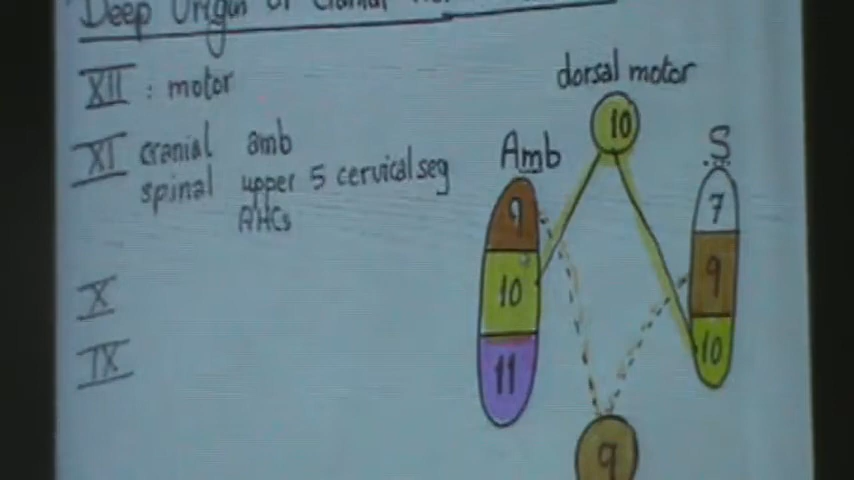 Deep Origin of Cranial
XII : motor
XI cranial amb
spinal upper 5 cervical seg
AHCs
X
IX
dorsal motor
10
Amb
9
10
11
S
7
9
10
9